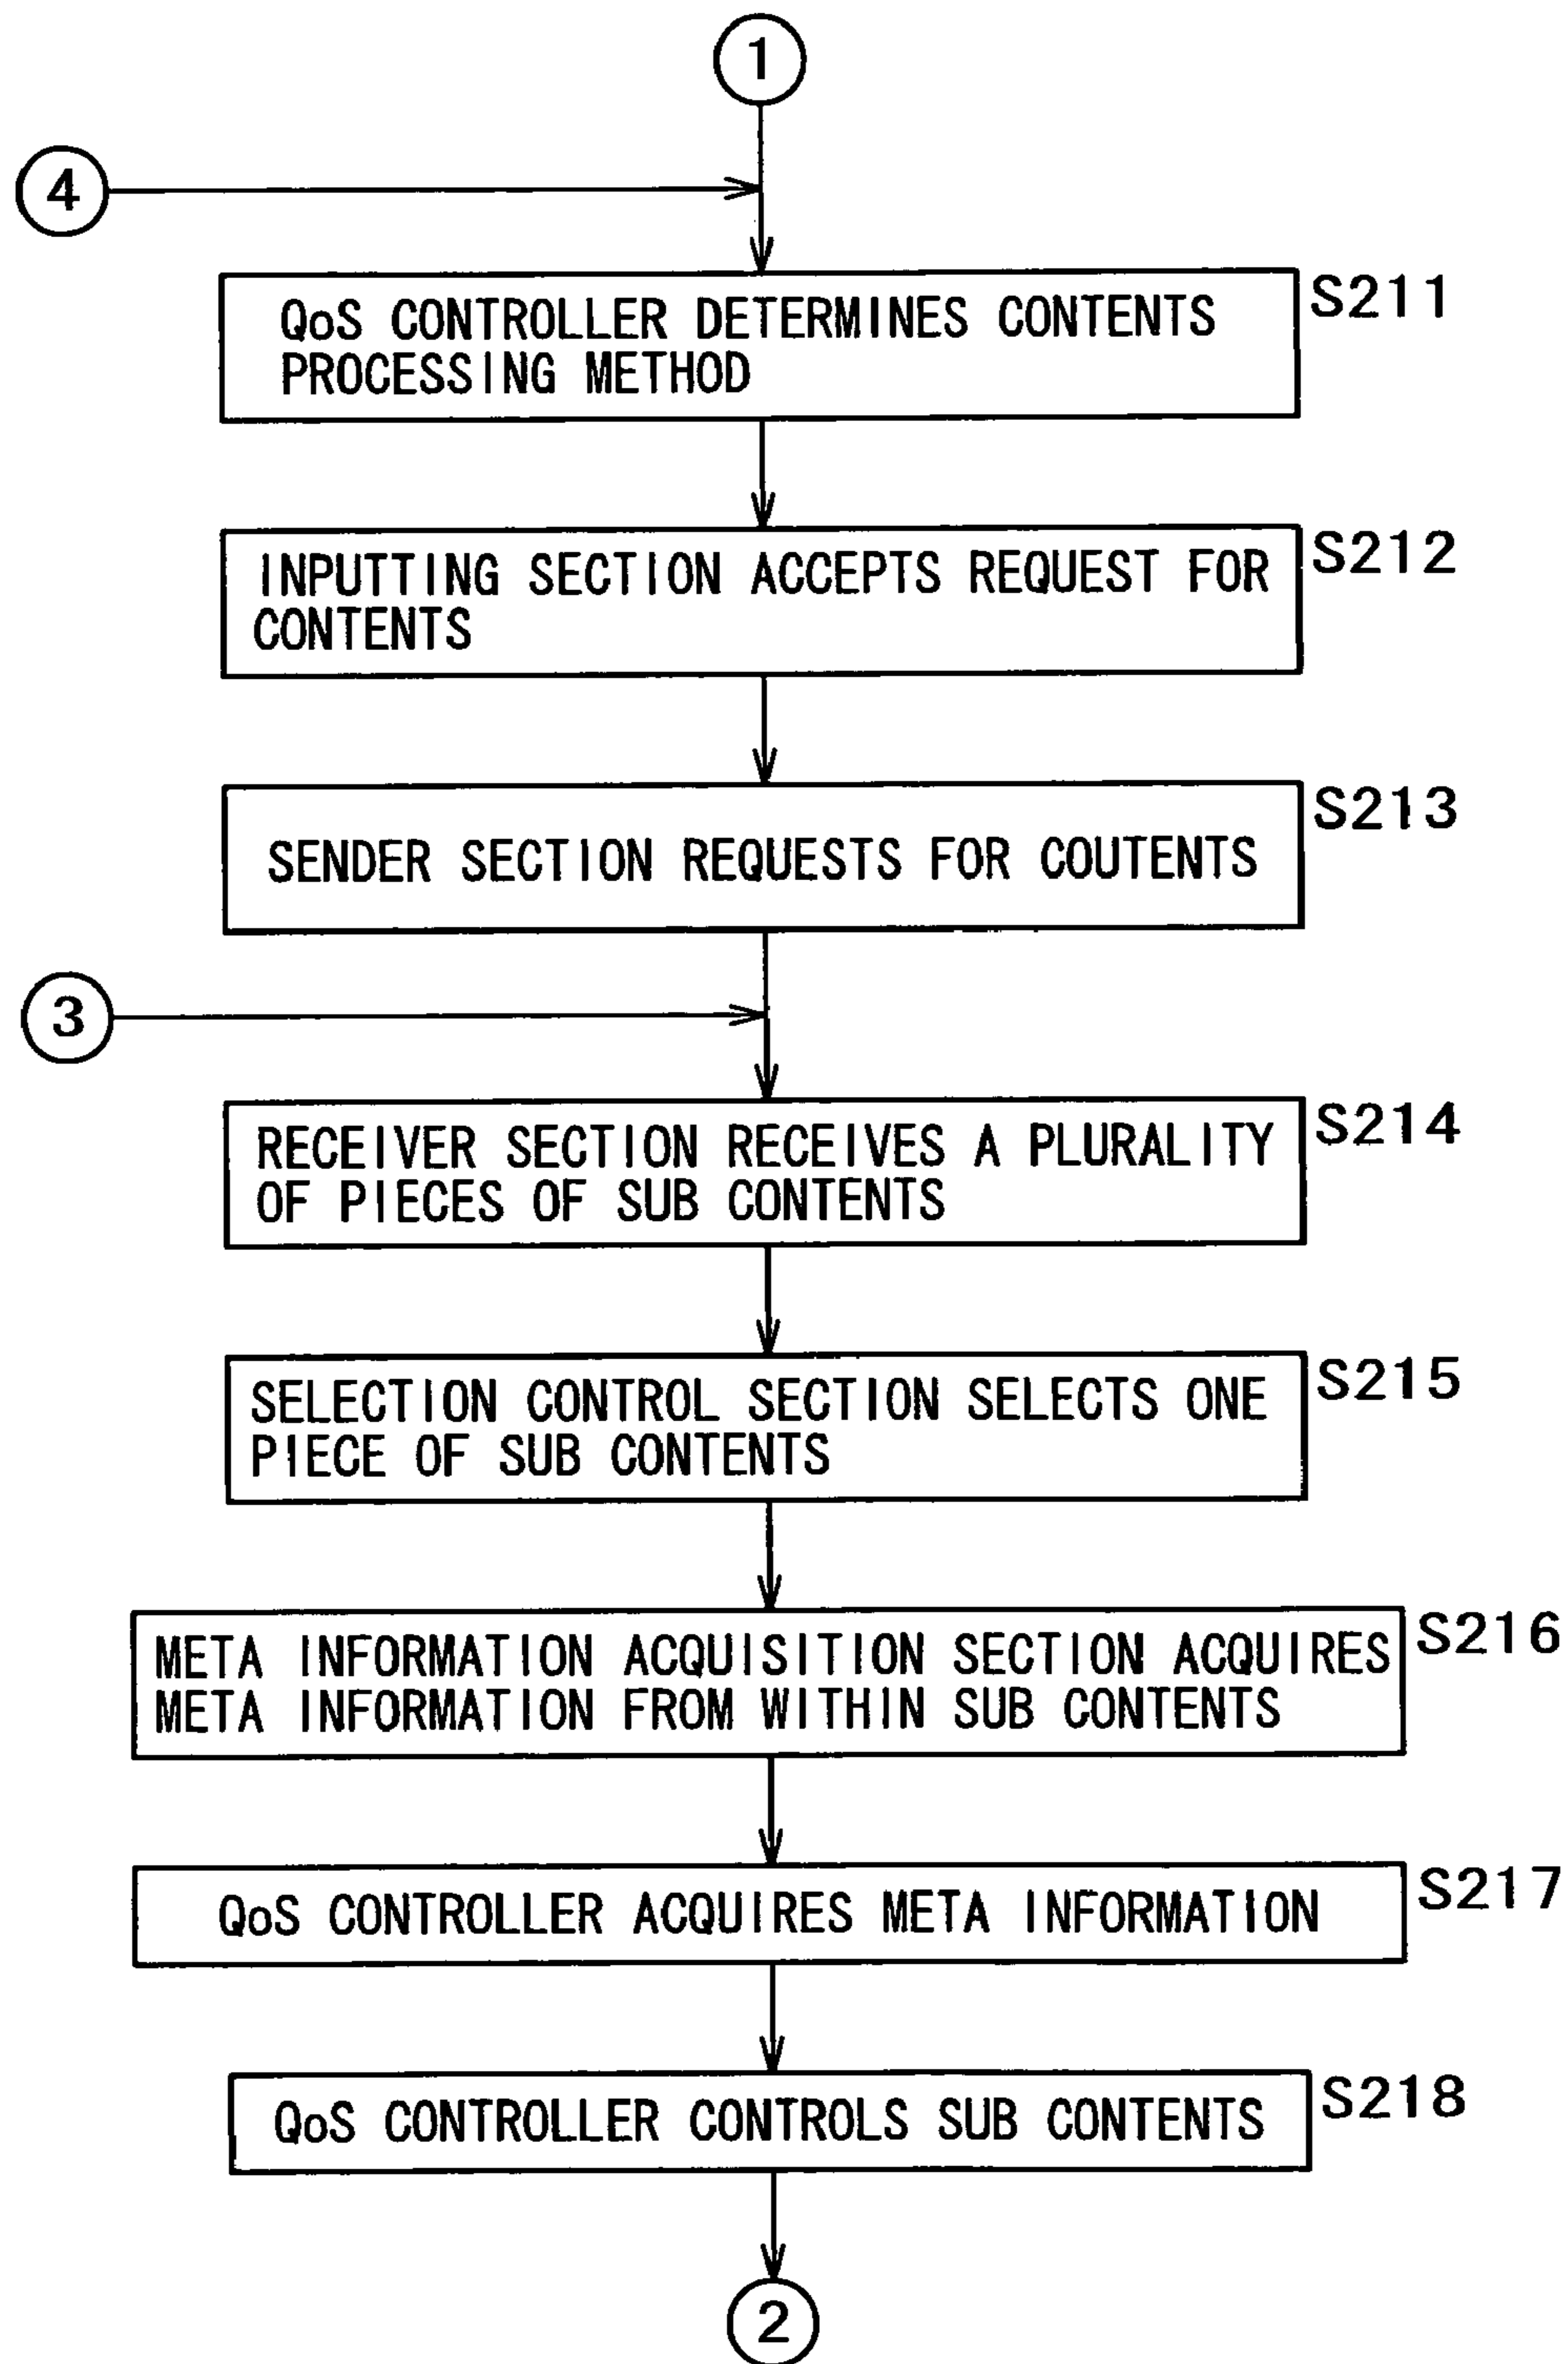 1
4
S211
QoS CONTROLLER DETERMINES CONTENTS
PROCESSING METHOD
S212
INPUTTING SECTION ACCEPTS REQUEST FOR
CONTENTS
S213
SENDER SECTION REQUESTS FOR COUTENTS
3
S214
RECEIVER SECTION RECEIVES A PLURALITY
OF PIECES OF SUB CONTENTS
S215
SELECTION CONTROL SECTION SELECTS ONE
PIECE OF SUB CONTENTS
S216
META INFORMATION ACQUISITION SECTION ACQUIRES
META INFORMATION FROM WITHIN SUB CONTENTS
S217
QoS CONTROLLER ACQUIRES META INFORMATION
S218
QoS CONTROLLER CONTROLS SUB CONTENTS
2